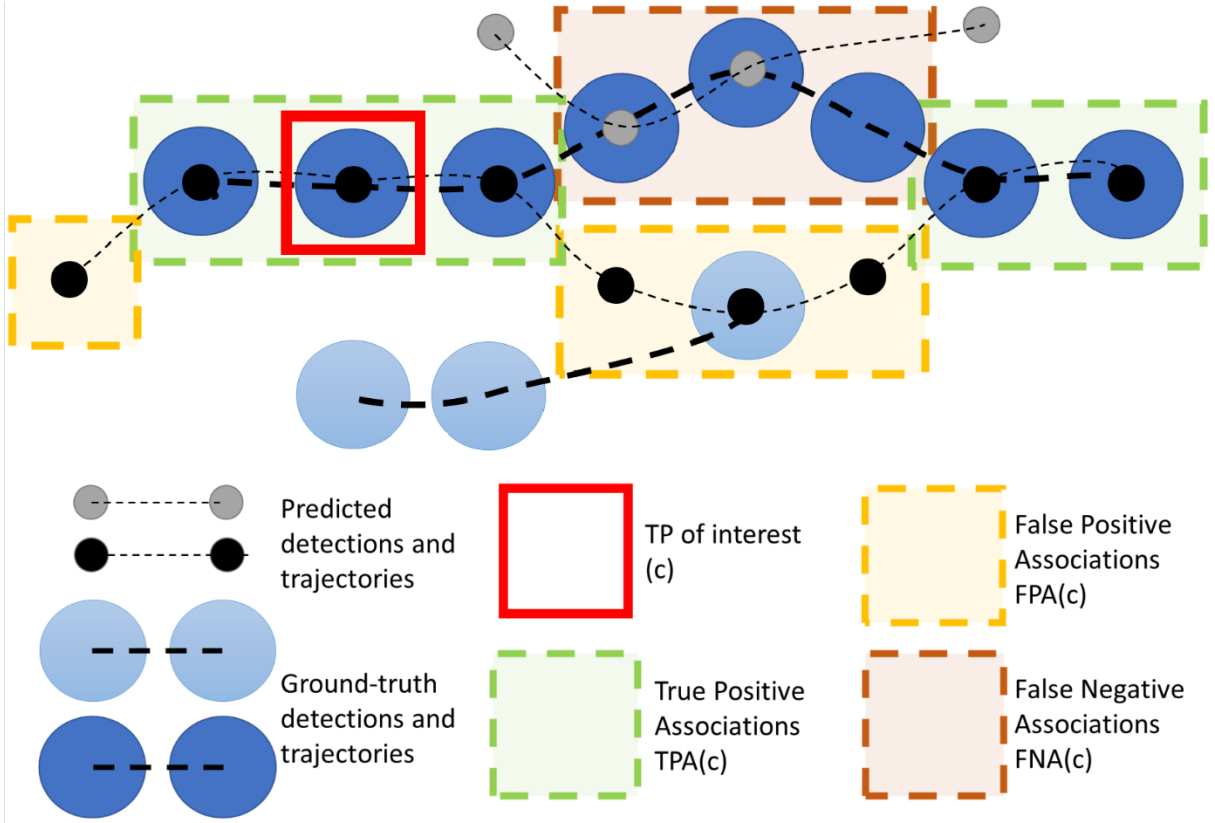 Predicted
detections and
trajectories
Ground-truth
detections and
trajectories
TP of interest
(c)
True Positive
Associations
TPA(c)
False Positive
Associations
FPA(c)
False Negative
Associations
FNA(c)